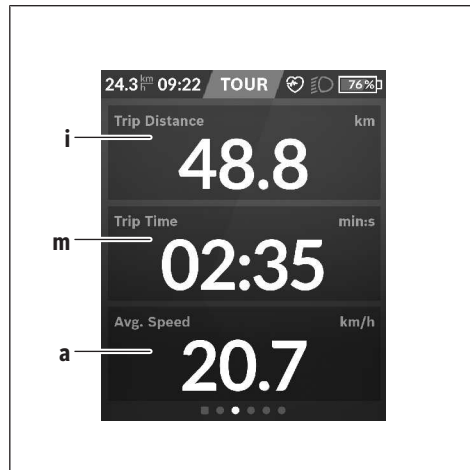 24.3 km/h 09:22 TOUR 76%
i Trip Distance km
48.8
m Trip Time min:s
02:35
a Avg. Speed km/h
20.7